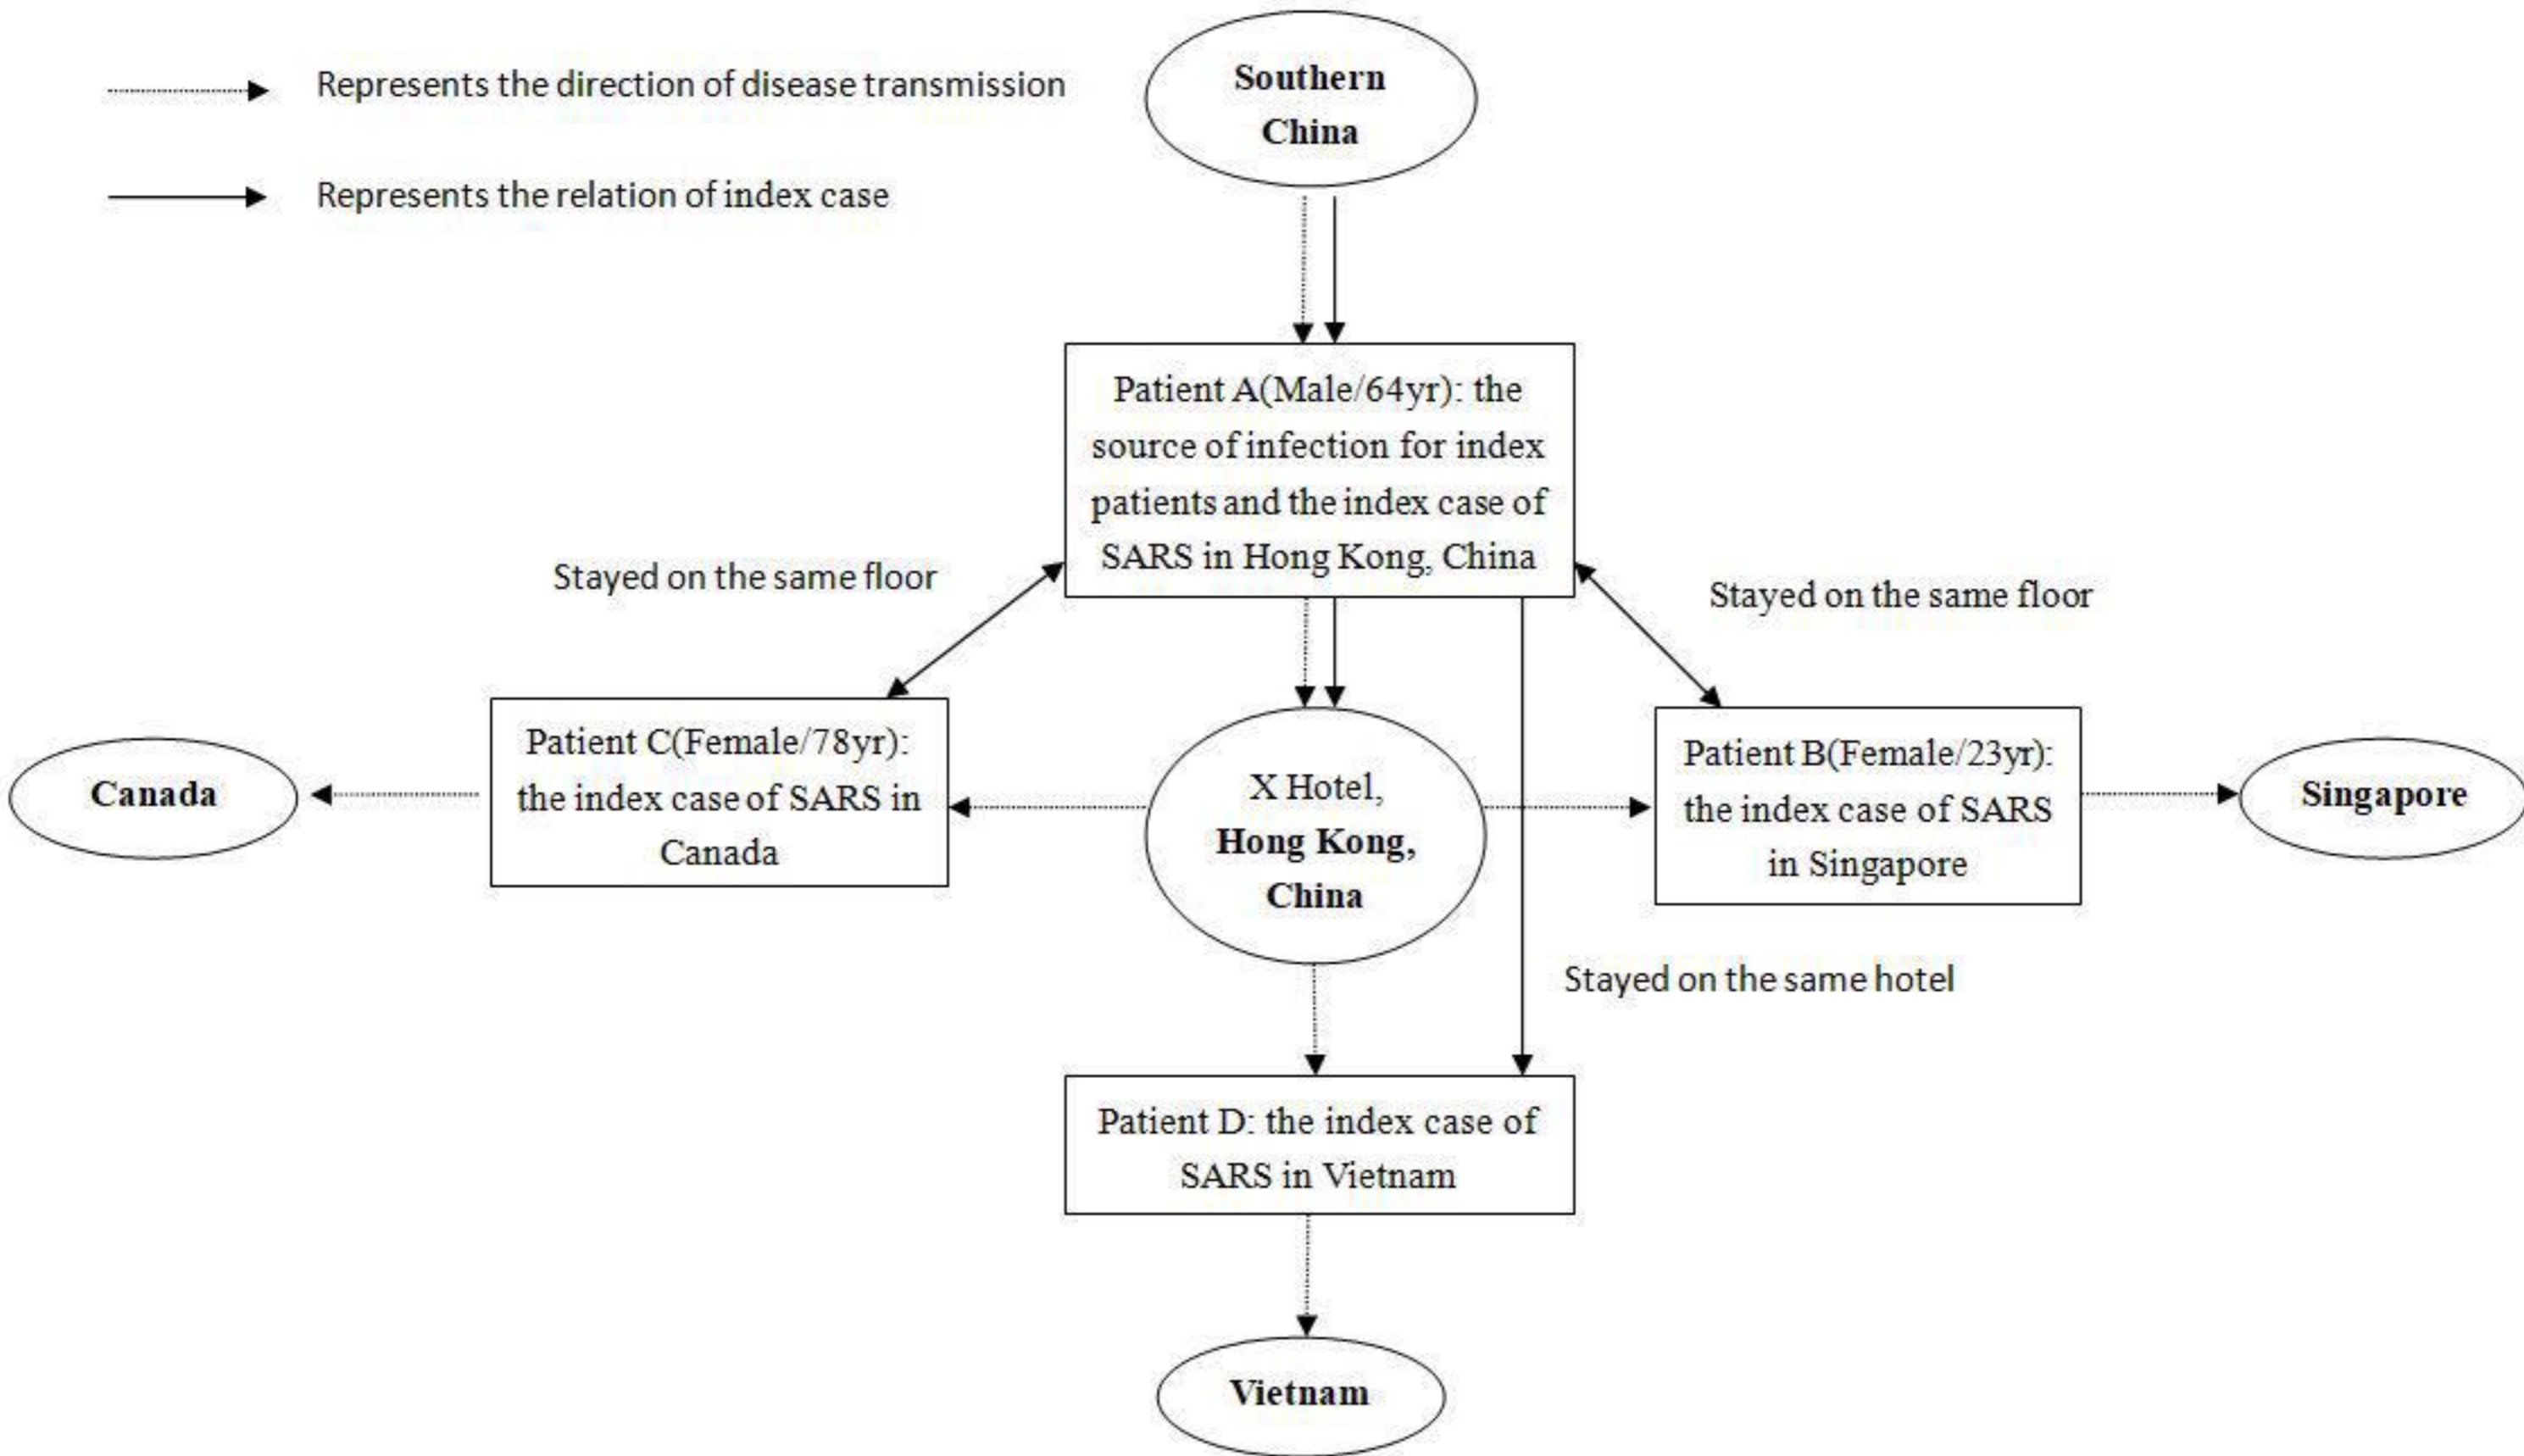 Represents the direction of disease transmission
Represents the relation of index case
Southern
China
Patient A(Male/64yr): the
source of infection for index
patients and the index case of
SARS in Hong Kong, China
Stayed on the same floor
Stayed on the same floor
Canada
Patient C(Female/78yr):
the index case of SARS in
Canada
X Hotel,
Hong Kong,
China
Patient B(Female/23yr):
the index case of SARS
in Singapore
Singapore
Stayed on the same hotel
Patient D: the index case of
SARS in Vietnam
Vietnam